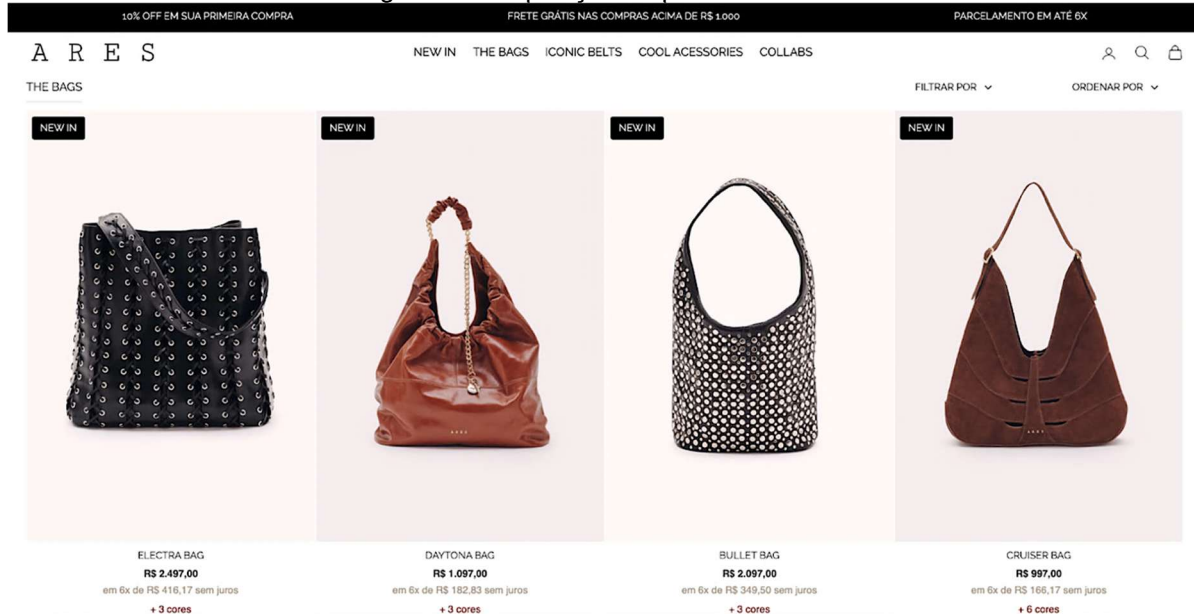 10% OFF EM SUA PRIMEIRA COMPRA
FRETE GRÁTIS NAS COMPRAS ACIMA DE R$ 1.000
PARCELAMENTO EM ATÉ 6X
ARES
NEW IN THE BAGS ICONIC BELTS COOL ACESSORIES COLLABS
THE BAGS
FILTRAR POR
ORDENAR POR
NEW IN
NEW IN
NEW IN
NEW IN
ELECTRA BAG
R$ 2.497,00
em 6x de R$ 416,17 sem juros
+ 3 cores
DAYTONA BAG
R$ 1.097,00
em 6x de R$ 182,83 sem juros
+ 3 cores
BULLET BAG
R$ 2.097,00
em 6x de R$ 349,50 sem juros
+ 3 cores
CRUISER BAG
R$ 997,00
em 6x de R$ 166,17 sem juros
+ 6 cores